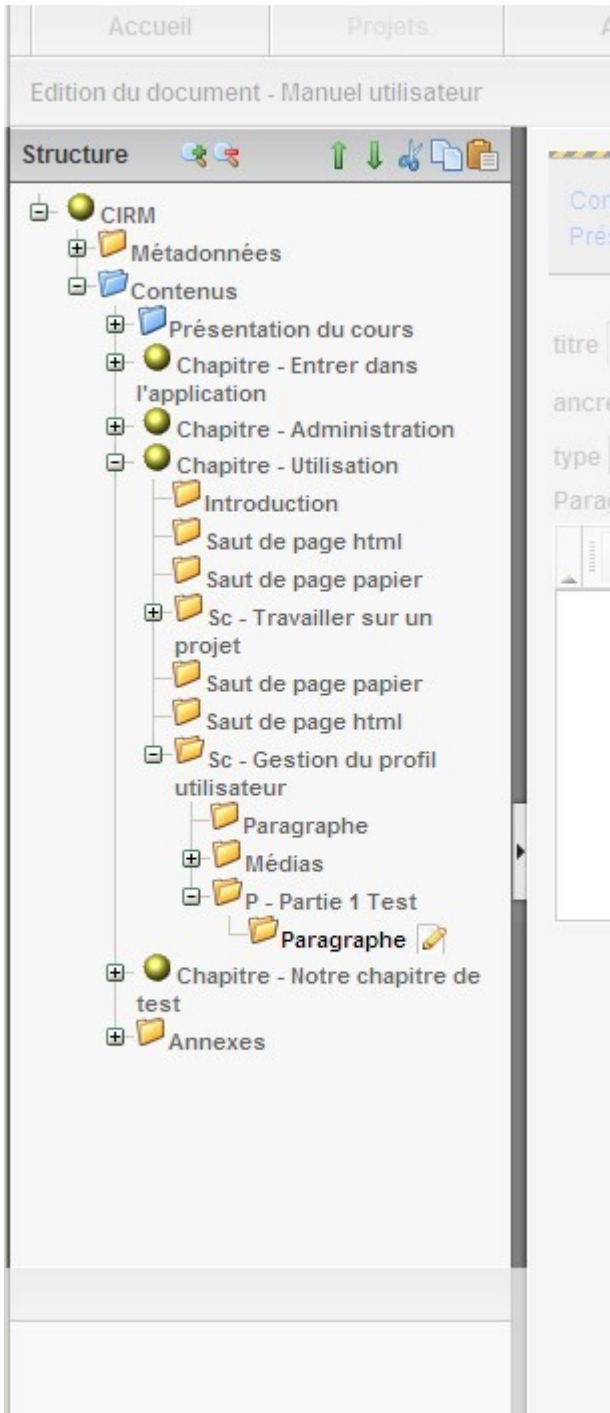 Accueil
Projets
Edition du document - Manuel utilisateur
Structure
CIRM
Métadonnées
Contenus
Présentation du cours
Chapitre - Entrer dans
l'application
Chapitre - Administration
Chapitre - Utilisation
Introduction
Saut de page html
Saut de page papier
Sc - Travailler sur un
projet
Saut de page papier
Saut de page html
Sc - Gestion du profil
utilisateur
Paragraphe
Médias
P - Partie 1 Test
Paragraphe
Chapitre - Notre chapitre de
test
Annexes
titre
ancre
type